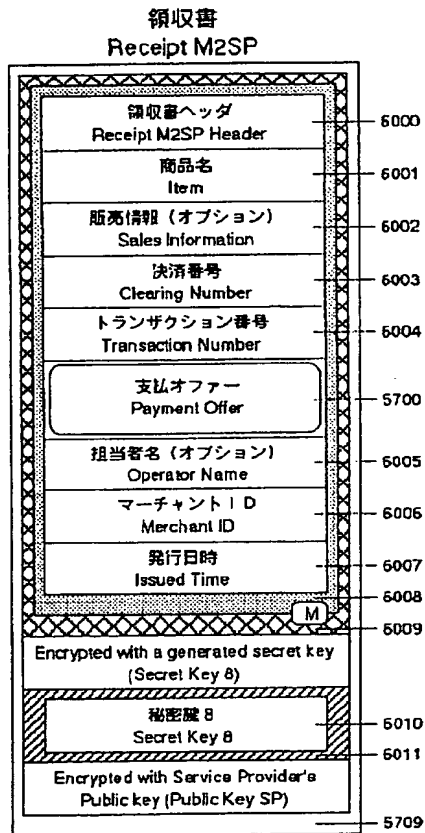 領収書
Receipt M2SP
領収書ヘッダ
Receipt M2SP Header
6000
商品名
Item
6001
販売情報（オプション）
Sales Information
6002
決済番号
Clearing Number
6003
トランザクション番号
Transaction Number
6004
支払オファー
Payment Offer
5700
担当者名（オプション）
Operator Name
6005
マーチャントID
Merchant ID
6006
発行日時
Issued Time
6007
6008
M
6009
Encrypted with a generated secret key
(Secret Key 8)
秘密鍵 8
Secret Key 8
6010
6011
Encrypted with Service Provider's
Public key (Public Key SP)
5709